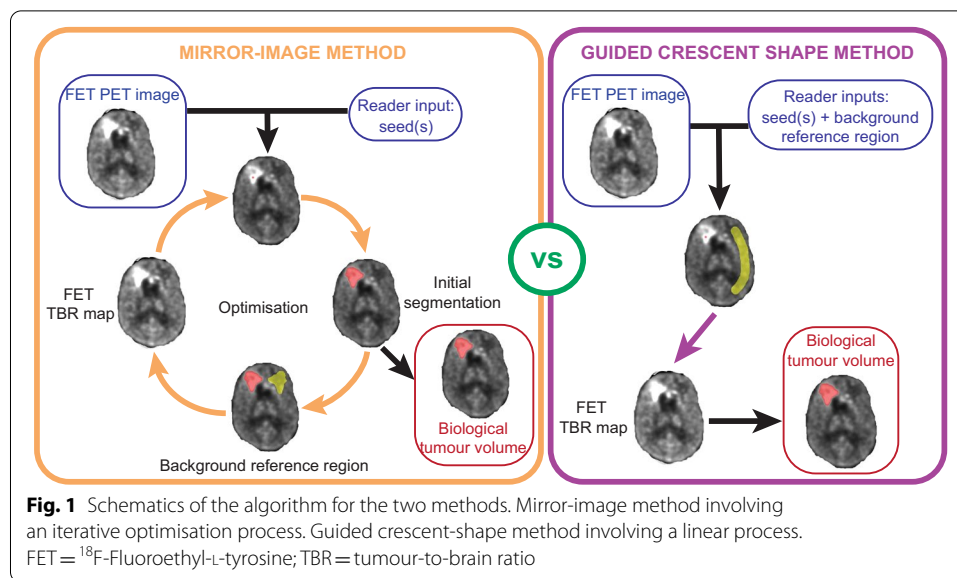 MIRROR-IMAGE METHOD
FET PET image
Reader input:
seed(s)
Initial
segmentation
Optimisation
FET
TBR map
Biological
tumour volume
Background reference region
vs
GUIDED CRESCENT SHAPE METHOD
FET PET image
Reader inputs:
seed(s) + background
reference region
FET
TBR map
Biological
tumour volume
Fig. 1 Schematics of the algorithm for the two methods. Mirror-image method involving
an iterative optimisation process. Guided crescent-shape method involving a linear process.
FET = ¹⁸F-Fluoroethyl-ʟ-tyrosine; TBR = tumour-to-brain ratio